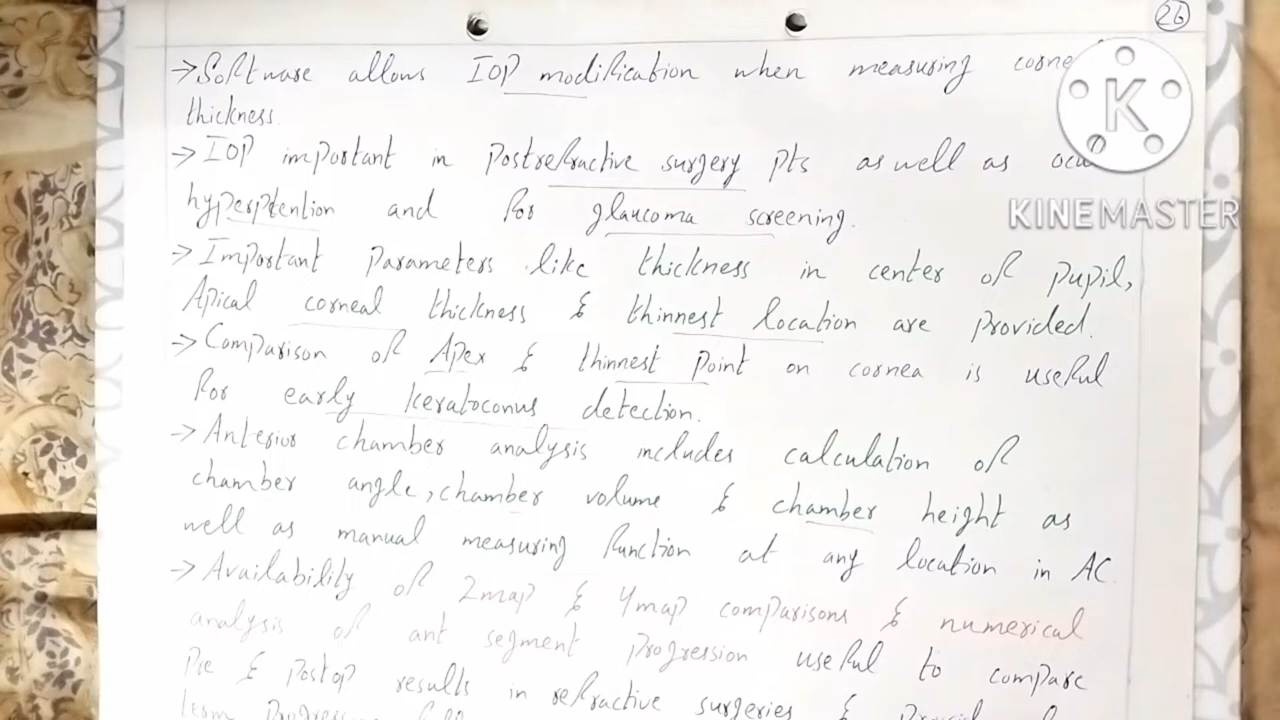 26
→Software allows IOP modification when measuring
thickness.
→IOP important in Postrefractive surgery pts as well as
hyperptention and for glaucoma screening.
→Important Parameters like thickness in center of pupil,
Apical corneal thickness & thinnest location are provided.
→Comparison of Apex & thinnest point on cornea is useful
for early keratoconus detection.
→Anterior chamber analysis includes calculation of
chamber angle, chamber volume & chamber height as
well as manual measuring function at any location in AC.
→Availability of 2map & 4map comparisons & numerical
analysis of ant segment progression useful to compare
Pre & postop results in refractive surgeries &
K
KINEMASTER